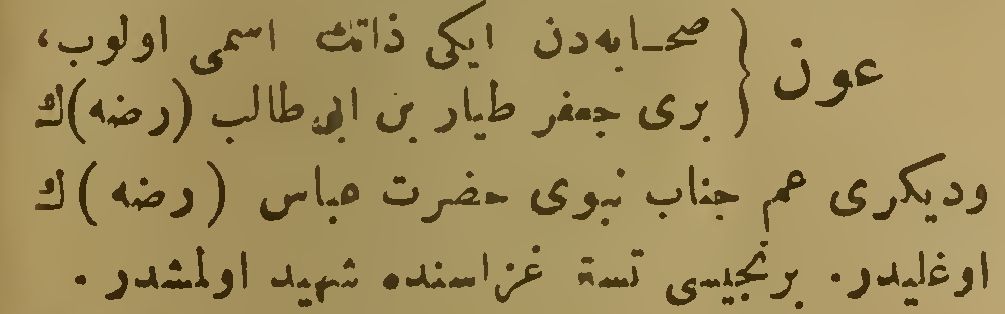 عون { صحابه‌دن ایکی ذاتڭ اسمی اولوب،
بری جعفر طیار بن ابی طالب (رضه) ك
ودیکری عم جناب نبوی حضرت عباس (رضه) ك
اوغلیدر. برنجیسی تستر غزاسنده شهید اولمشدر.